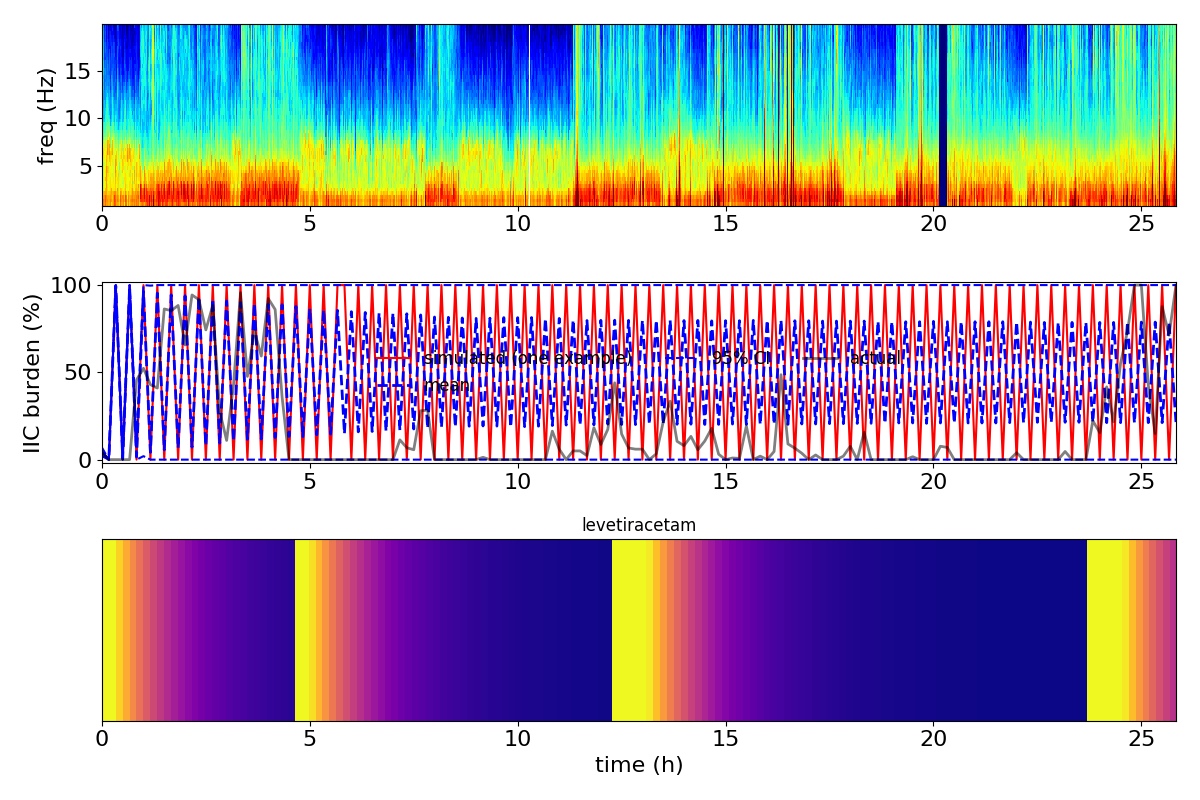 freq (Hz)
15
10
5
0 5 10 15 20 25
IIC burden (%)
100
50
0
simulated (one example) 95% CI actual
mean
0 5 10 15 20 25
levetiracetam
0 5 10 15 20 25
time (h)